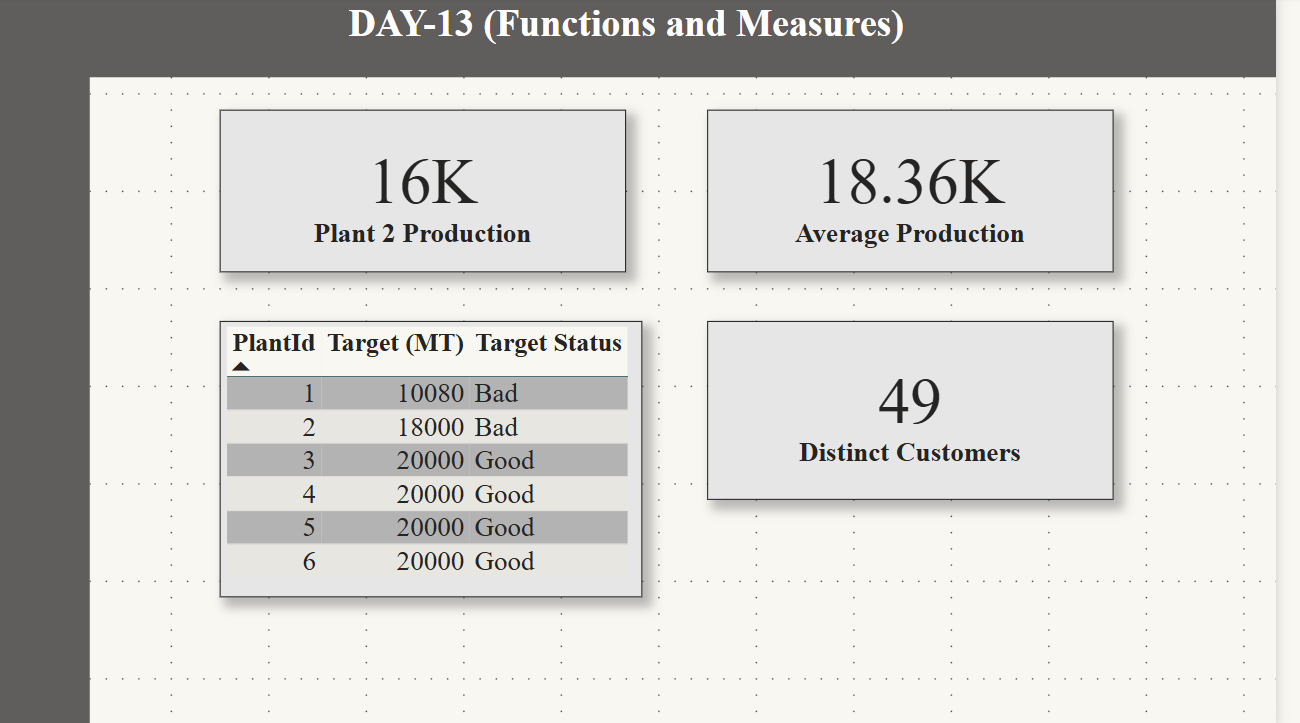 DAY-13 (Functions and Measures)
16K
Plant 2 Production
18.36K
Average Production
PlantId Target (MT) Target Status
1 10080 Bad
2 18000 Bad
3 20000 Good
4 20000 Good
5 20000 Good
6 20000 Good
49
Distinct Customers